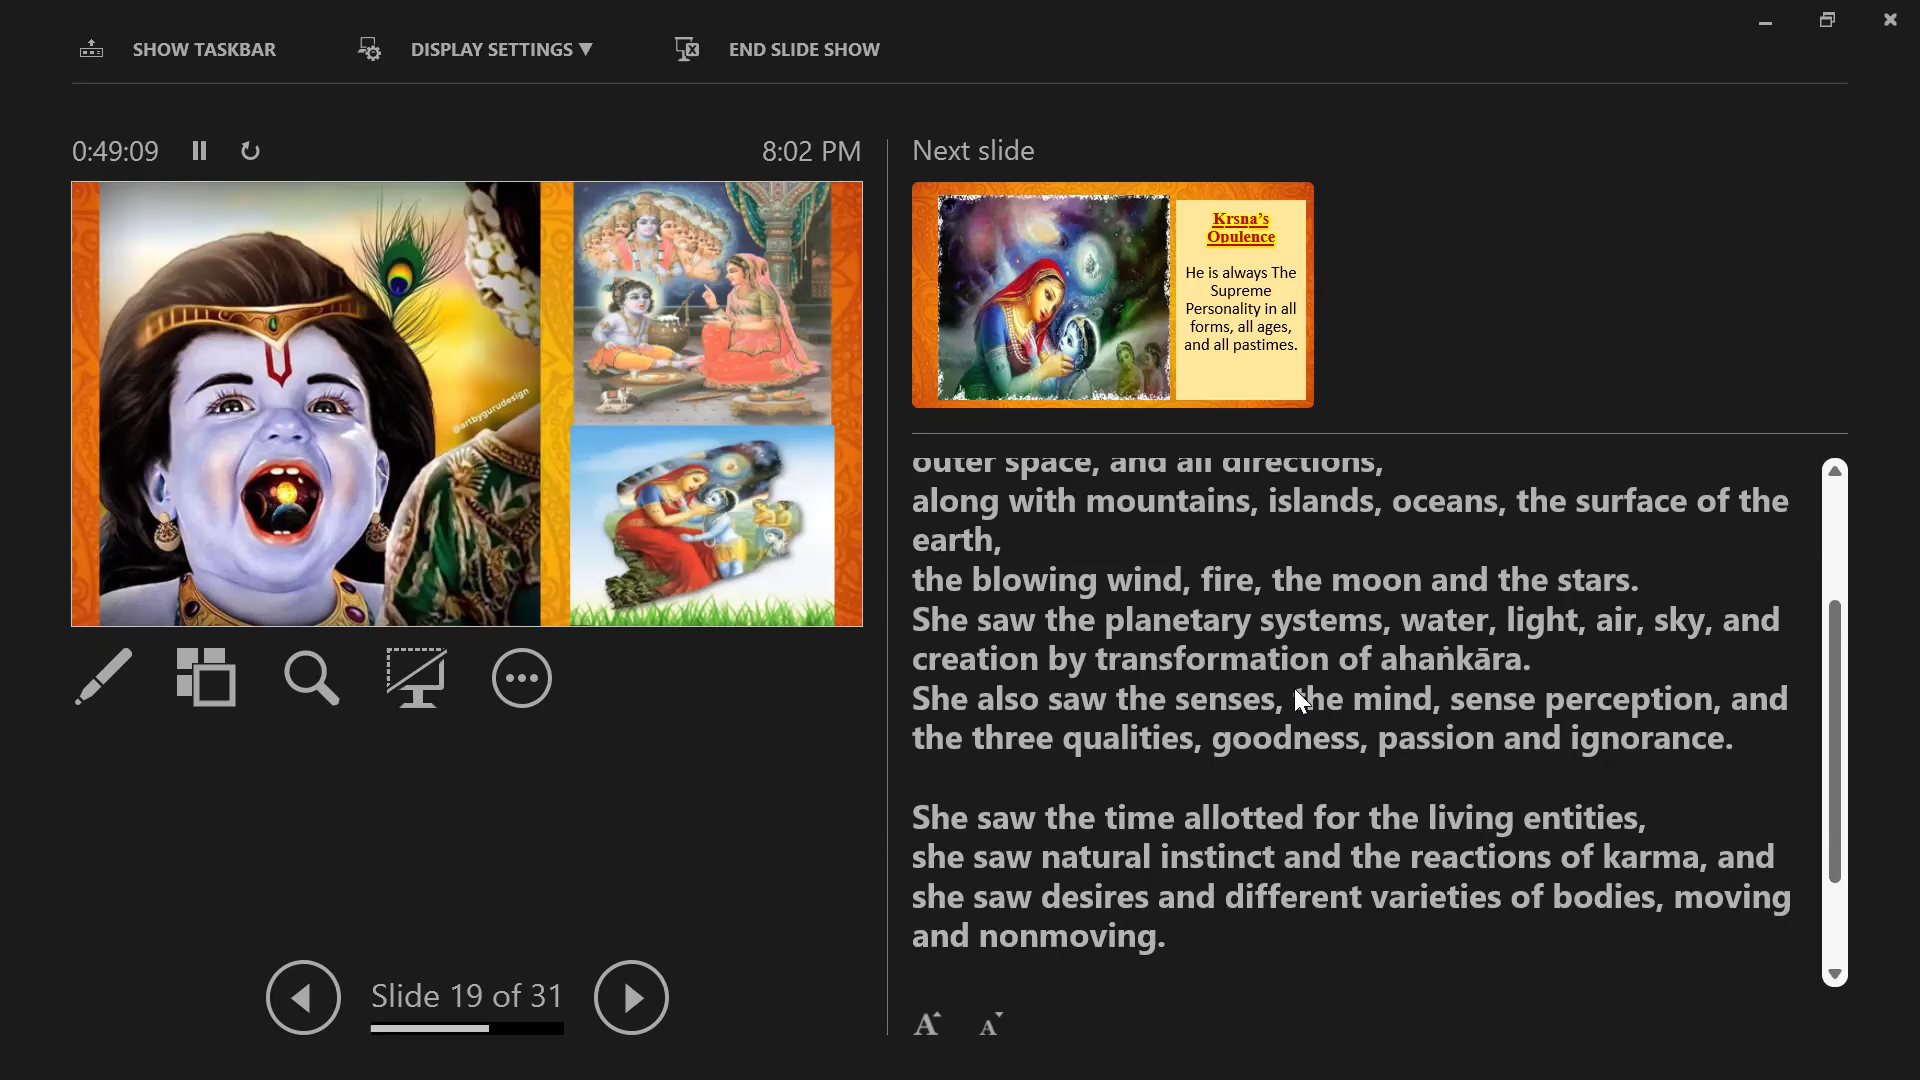 SHOW TASKBAR
DISPLAY SETTINGS ▼
END SLIDE SHOW
0:49:09
8:02 PM
@artbygurudesign
Slide 19 of 31
Next slide
Krsna’s
Opulence
He is always The
Supreme
Personality in all
forms, all ages,
and all pastimes.
outer space, and all directions,
along with mountains, islands, oceans, the surface of the
earth,
the blowing wind, fire, the moon and the stars.
She saw the planetary systems, water, light, air, sky, and
creation by transformation of ahaṅkāra.
She also saw the senses, the mind, sense perception, and
the three qualities, goodness, passion and ignorance.
She saw the time allotted for the living entities,
she saw natural instinct and the reactions of karma, and
she saw desires and different varieties of bodies, moving
and nonmoving.
A
A